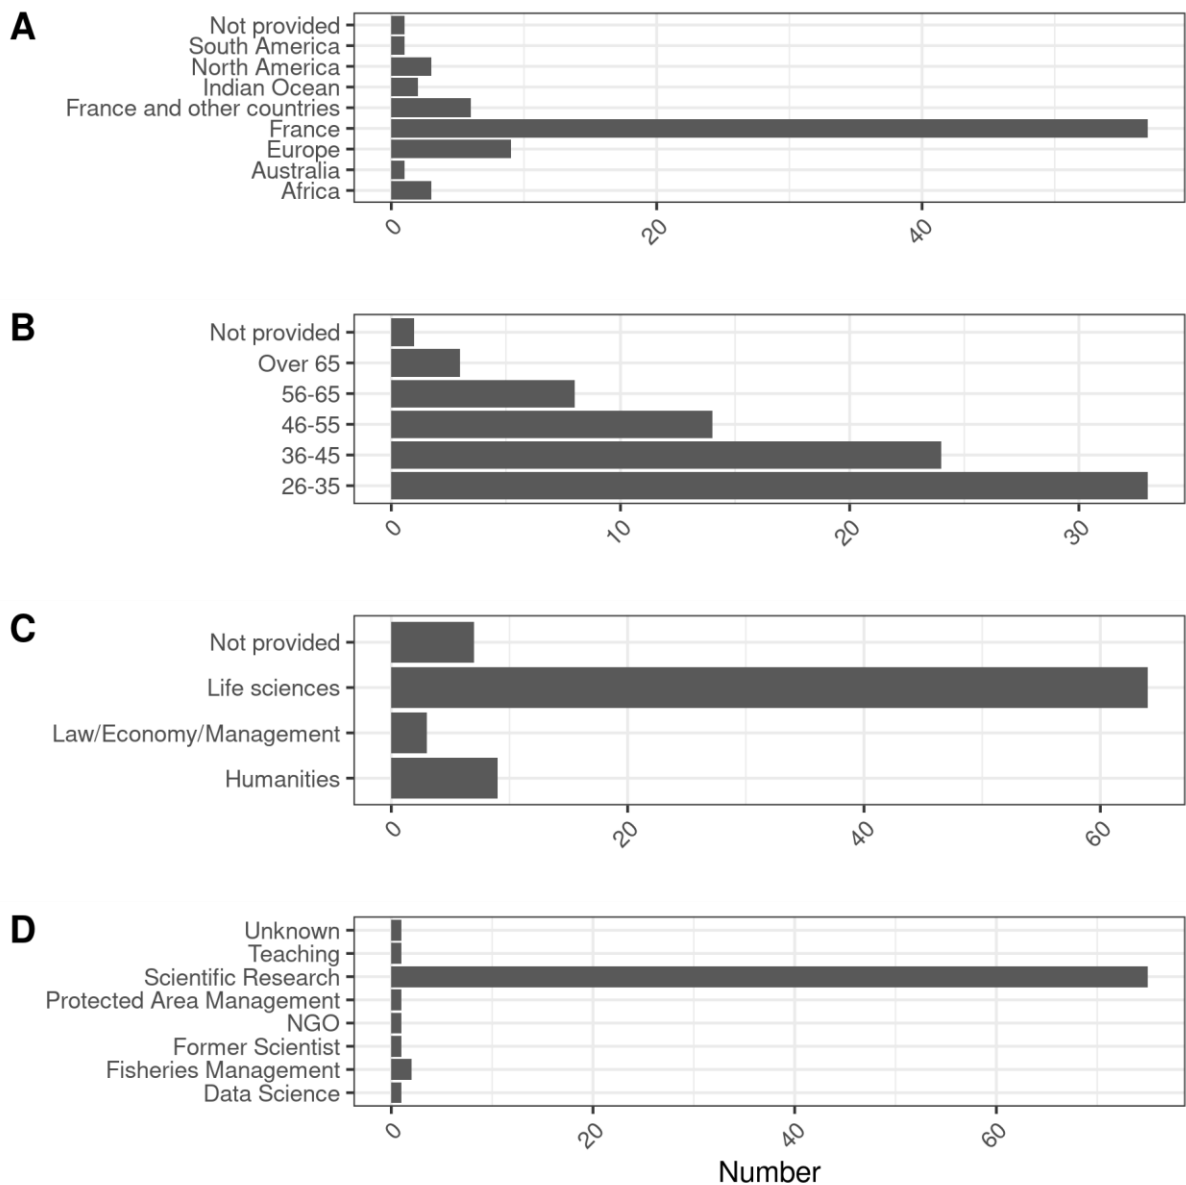 A
Not provided
South America
North America
Indian Ocean
France and other countries
France
Europe
Australia
Africa
0 20 40
B
Not provided
Over 65
56-65
46-55
36-45
26-35
0 10 20 30
C
Not provided
Life sciences
Law/Economy/Management
Humanities
0 20 40 60
D
Unknown
Teaching
Scientific Research
Protected Area Management
NGO
Former Scientist
Fisheries Management
Data Science
0 20 40 60
Number